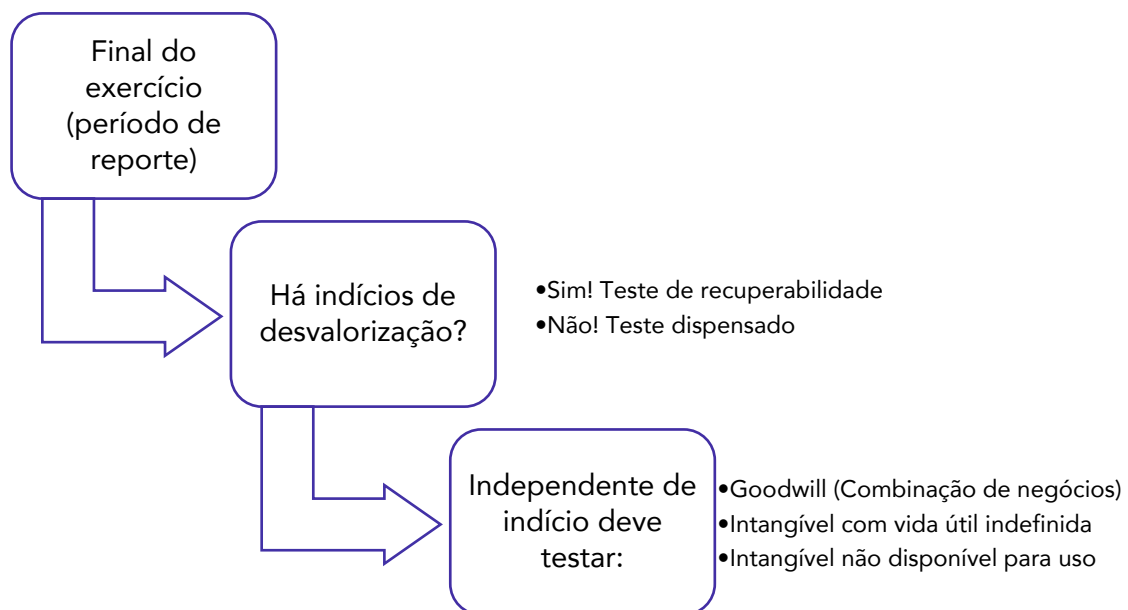 Final do
exercício
(período de
reporte)
Há indícios de
desvalorização?
•Sim! Teste de recuperabilidade
•Não! Teste dispensado
Independente de
indício deve
testar:
•Goodwill (Combinação de negócios)
•Intangível com vida útil indefinida
•Intangível não disponível para uso